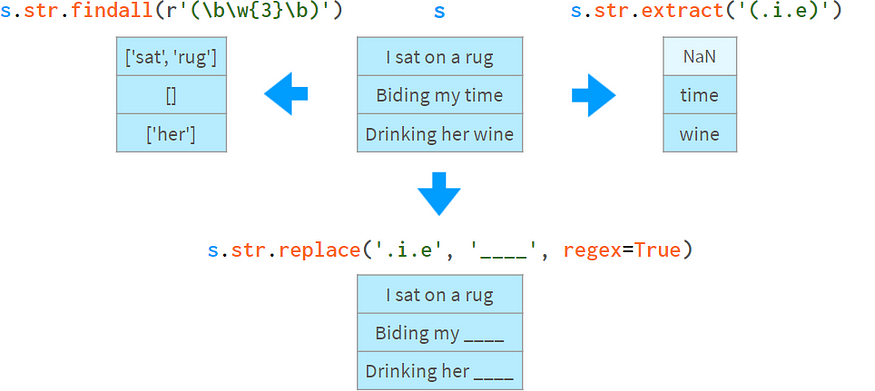 s.str.findall(r'(\b\w{3}\b)')
s
s.str.extract('(.i.e)')
['sat', 'rug']
[]
['her']
I sat on a rug
Biding my time
Drinking her wine
NaN
time
wine
s.str.replace('.i.e', '____', regex=True)
I sat on a rug
Biding my ____
Drinking her ____